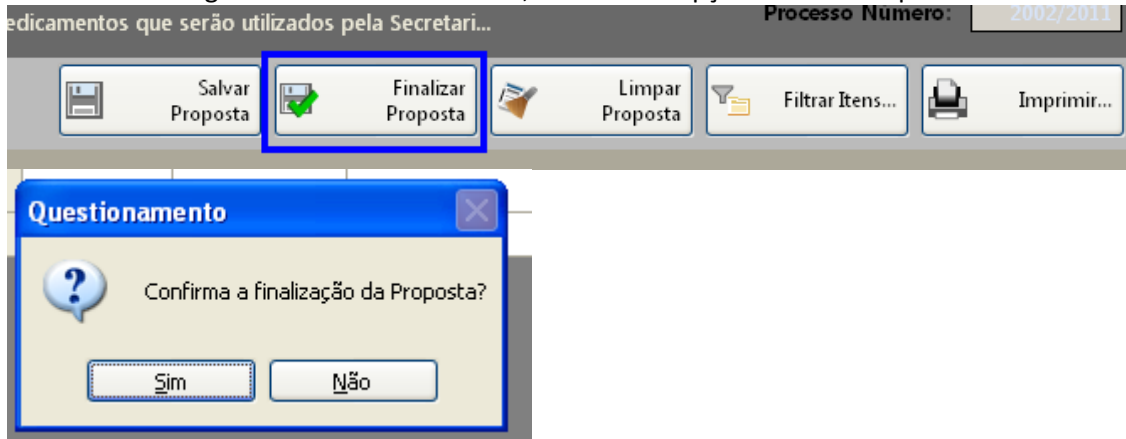 edicamentos que serão utilizados pela Secretari...
Processo Número: 2002/2011
Salvar
Proposta
Finalizar
Proposta
Limpar
Proposta
Filtrar Itens...
Imprimir...
Questionamento
Confirma a finalização da Proposta?
Sim
Não